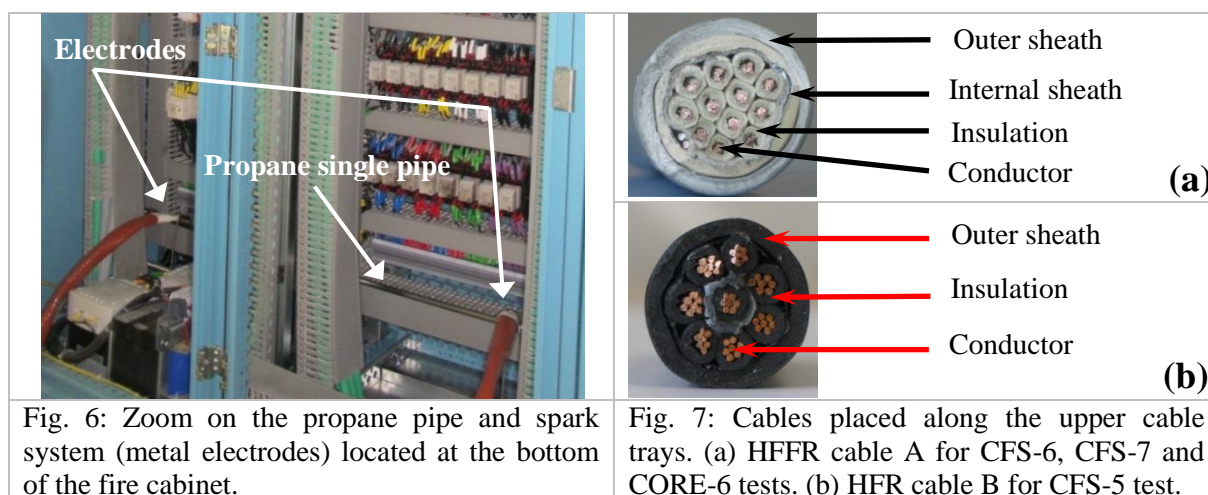 Electrodes
Propane single pipe
Outer sheath
Internal sheath
Insulation
Conductor
(a)
Outer sheath
Insulation
Conductor
(b)
Fig. 6: Zoom on the propane pipe and spark
system (metal electrodes) located at the bottom
of the fire cabinet.
Fig. 7: Cables placed along the upper cable
trays. (a) HFFR cable A for CFS-6, CFS-7 and
CORE-6 tests. (b) HFR cable B for CFS-5 test.